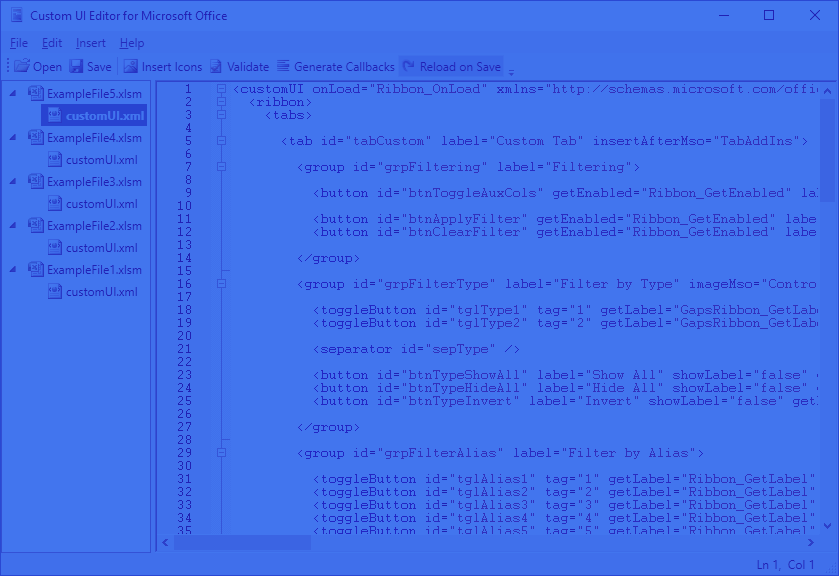 Custom UI Editor for Microsoft Office
File Edit Insert Help
Open Save Insert Icons Validate Generate Callbacks Reload on Save
ExampleFile5.xlsm
customUI.xml
ExampleFile4.xlsm
customUI.xml
ExampleFile3.xlsm
customUI.xml
ExampleFile2.xlsm
customUI.xml
ExampleFile1.xlsm
customUI.xml
1 <customUI onLoad="Ribbon_OnLoad" xmlns="http://schemas.microsoft.com/offic
2 <ribbon>
3 <tabs>
4
5 <tab id="tabCustom" label="Custom Tab" insertAfterMso="TabAddIns">
6
7 <group id="grpFiltering" label="Filtering">
8
9 <button id="btnToggleAuxCols" getEnabled="Ribbon_GetEnabled" la
10
11 <button id="btnApplyFilter" getEnabled="Ribbon_GetEnabled" labe
12 <button id="btnClearFilter" getEnabled="Ribbon_GetEnabled" labe
13
14 </group>
15
16 <group id="grpFilterType" label="Filter by Type" imageMso="Contro
17
18 <toggleButton id="tglType1" tag="1" getLabel="GapsRibbon_GetLabe
19 <toggleButton id="tglType2" tag="2" getLabel="GapsRibbon_GetLabe
20
21 <separator id="sepType" />
22
23 <button id="btnTypeShowAll" label="Show All" showLabel="false" g
24 <button id="btnTypeHideAll" label="Hide All" showLabel="false" g
25 <button id="btnTypeInvert" label="Invert" showLabel="false" getI
26
27 </group>
28
29 <group id="grpFilterAlias" label="Filter by Alias">
30
31 <toggleButton id="tglAlias1" tag="1" getLabel="Ribbon_GetLabel"
32 <toggleButton id="tglAlias2" tag="2" getLabel="Ribbon_GetLabel"
33 <toggleButton id="tglAlias3" tag="3" getLabel="Ribbon_GetLabel"
34 <toggleButton id="tglAlias4" tag="4" getLabel="Ribbon_GetLabel"
35 <toggleButton id="tglAlias5" tag="5" getLabel="Ribbon_GetLabel"
Ln 1, Col 1